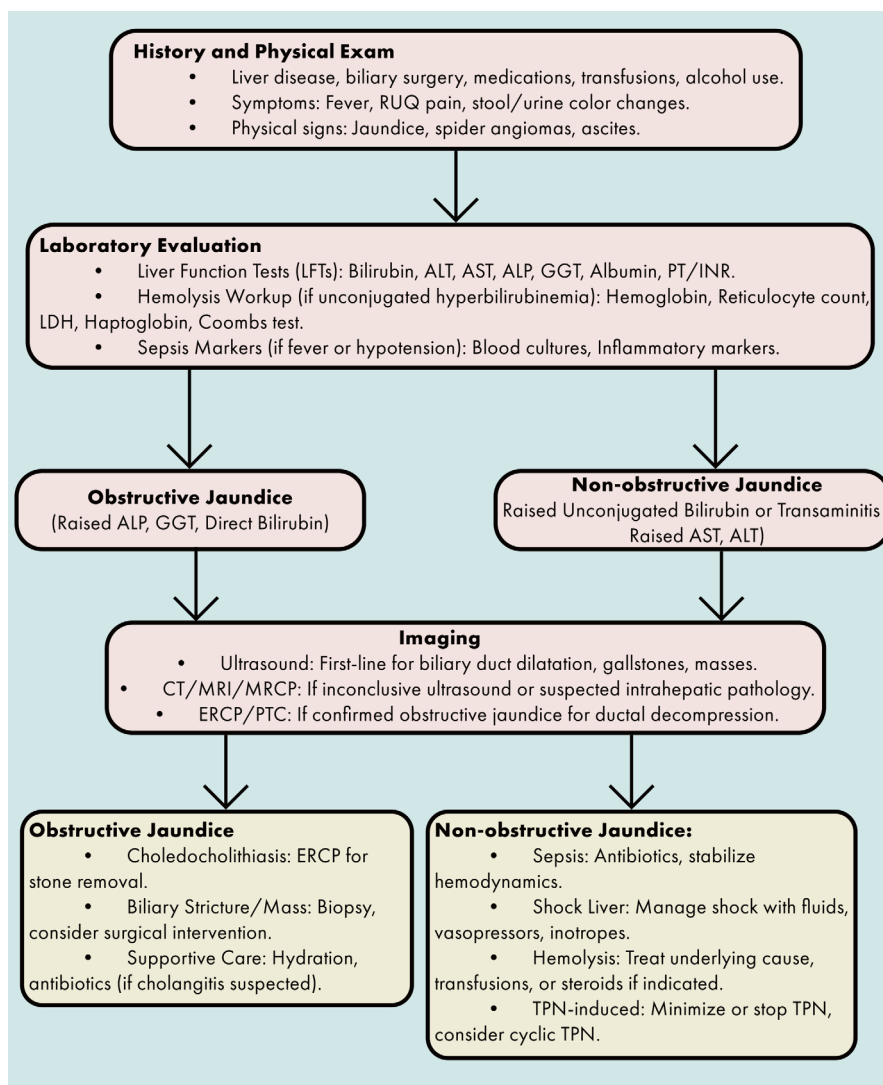 History and Physical Exam
• Liver disease, biliary surgery, medications, transfusions, alcohol use.
• Symptoms: Fever, RUQ pain, stool/urine color changes.
• Physical signs: Jaundice, spider angiomas, ascites.
Laboratory Evaluation
• Liver Function Tests (LFTs): Bilirubin, ALT, AST, ALP, GGT, Albumin, PT/INR.
• Hemolysis Workup (if unconjugated hyperbilirubinemia): Hemoglobin, Reticulocyte count,
LDH, Haptoglobin, Coombs test.
• Sepsis Markers (if fever or hypotension): Blood cultures, Inflammatory markers.
Obstructive Jaundice
(Raised ALP, GGT, Direct Bilirubin)
Non-obstructive Jaundice
Raised Unconjugated Bilirubin or Transaminitis
Raised AST, ALT)
Imaging
• Ultrasound: First-line for biliary duct dilatation, gallstones, masses.
• CT/MRI/MRCP: If inconclusive ultrasound or suspected intrahepatic pathology.
• ERCP/PTC: If confirmed obstructive jaundice for ductal decompression.
Obstructive Jaundice
• Choledocholithiasis: ERCP for
stone removal.
• Biliary Stricture/Mass: Biopsy,
consider surgical intervention.
• Supportive Care: Hydration,
antibiotics (if cholangitis suspected).
Non-obstructive Jaundice:
• Sepsis: Antibiotics, stabilize
hemodynamics.
• Shock Liver: Manage shock with fluids,
vasopressors, inotropes.
• Hemolysis: Treat underlying cause,
transfusions, or steroids if indicated.
• TPN-induced: Minimize or stop TPN,
consider cyclic TPN.